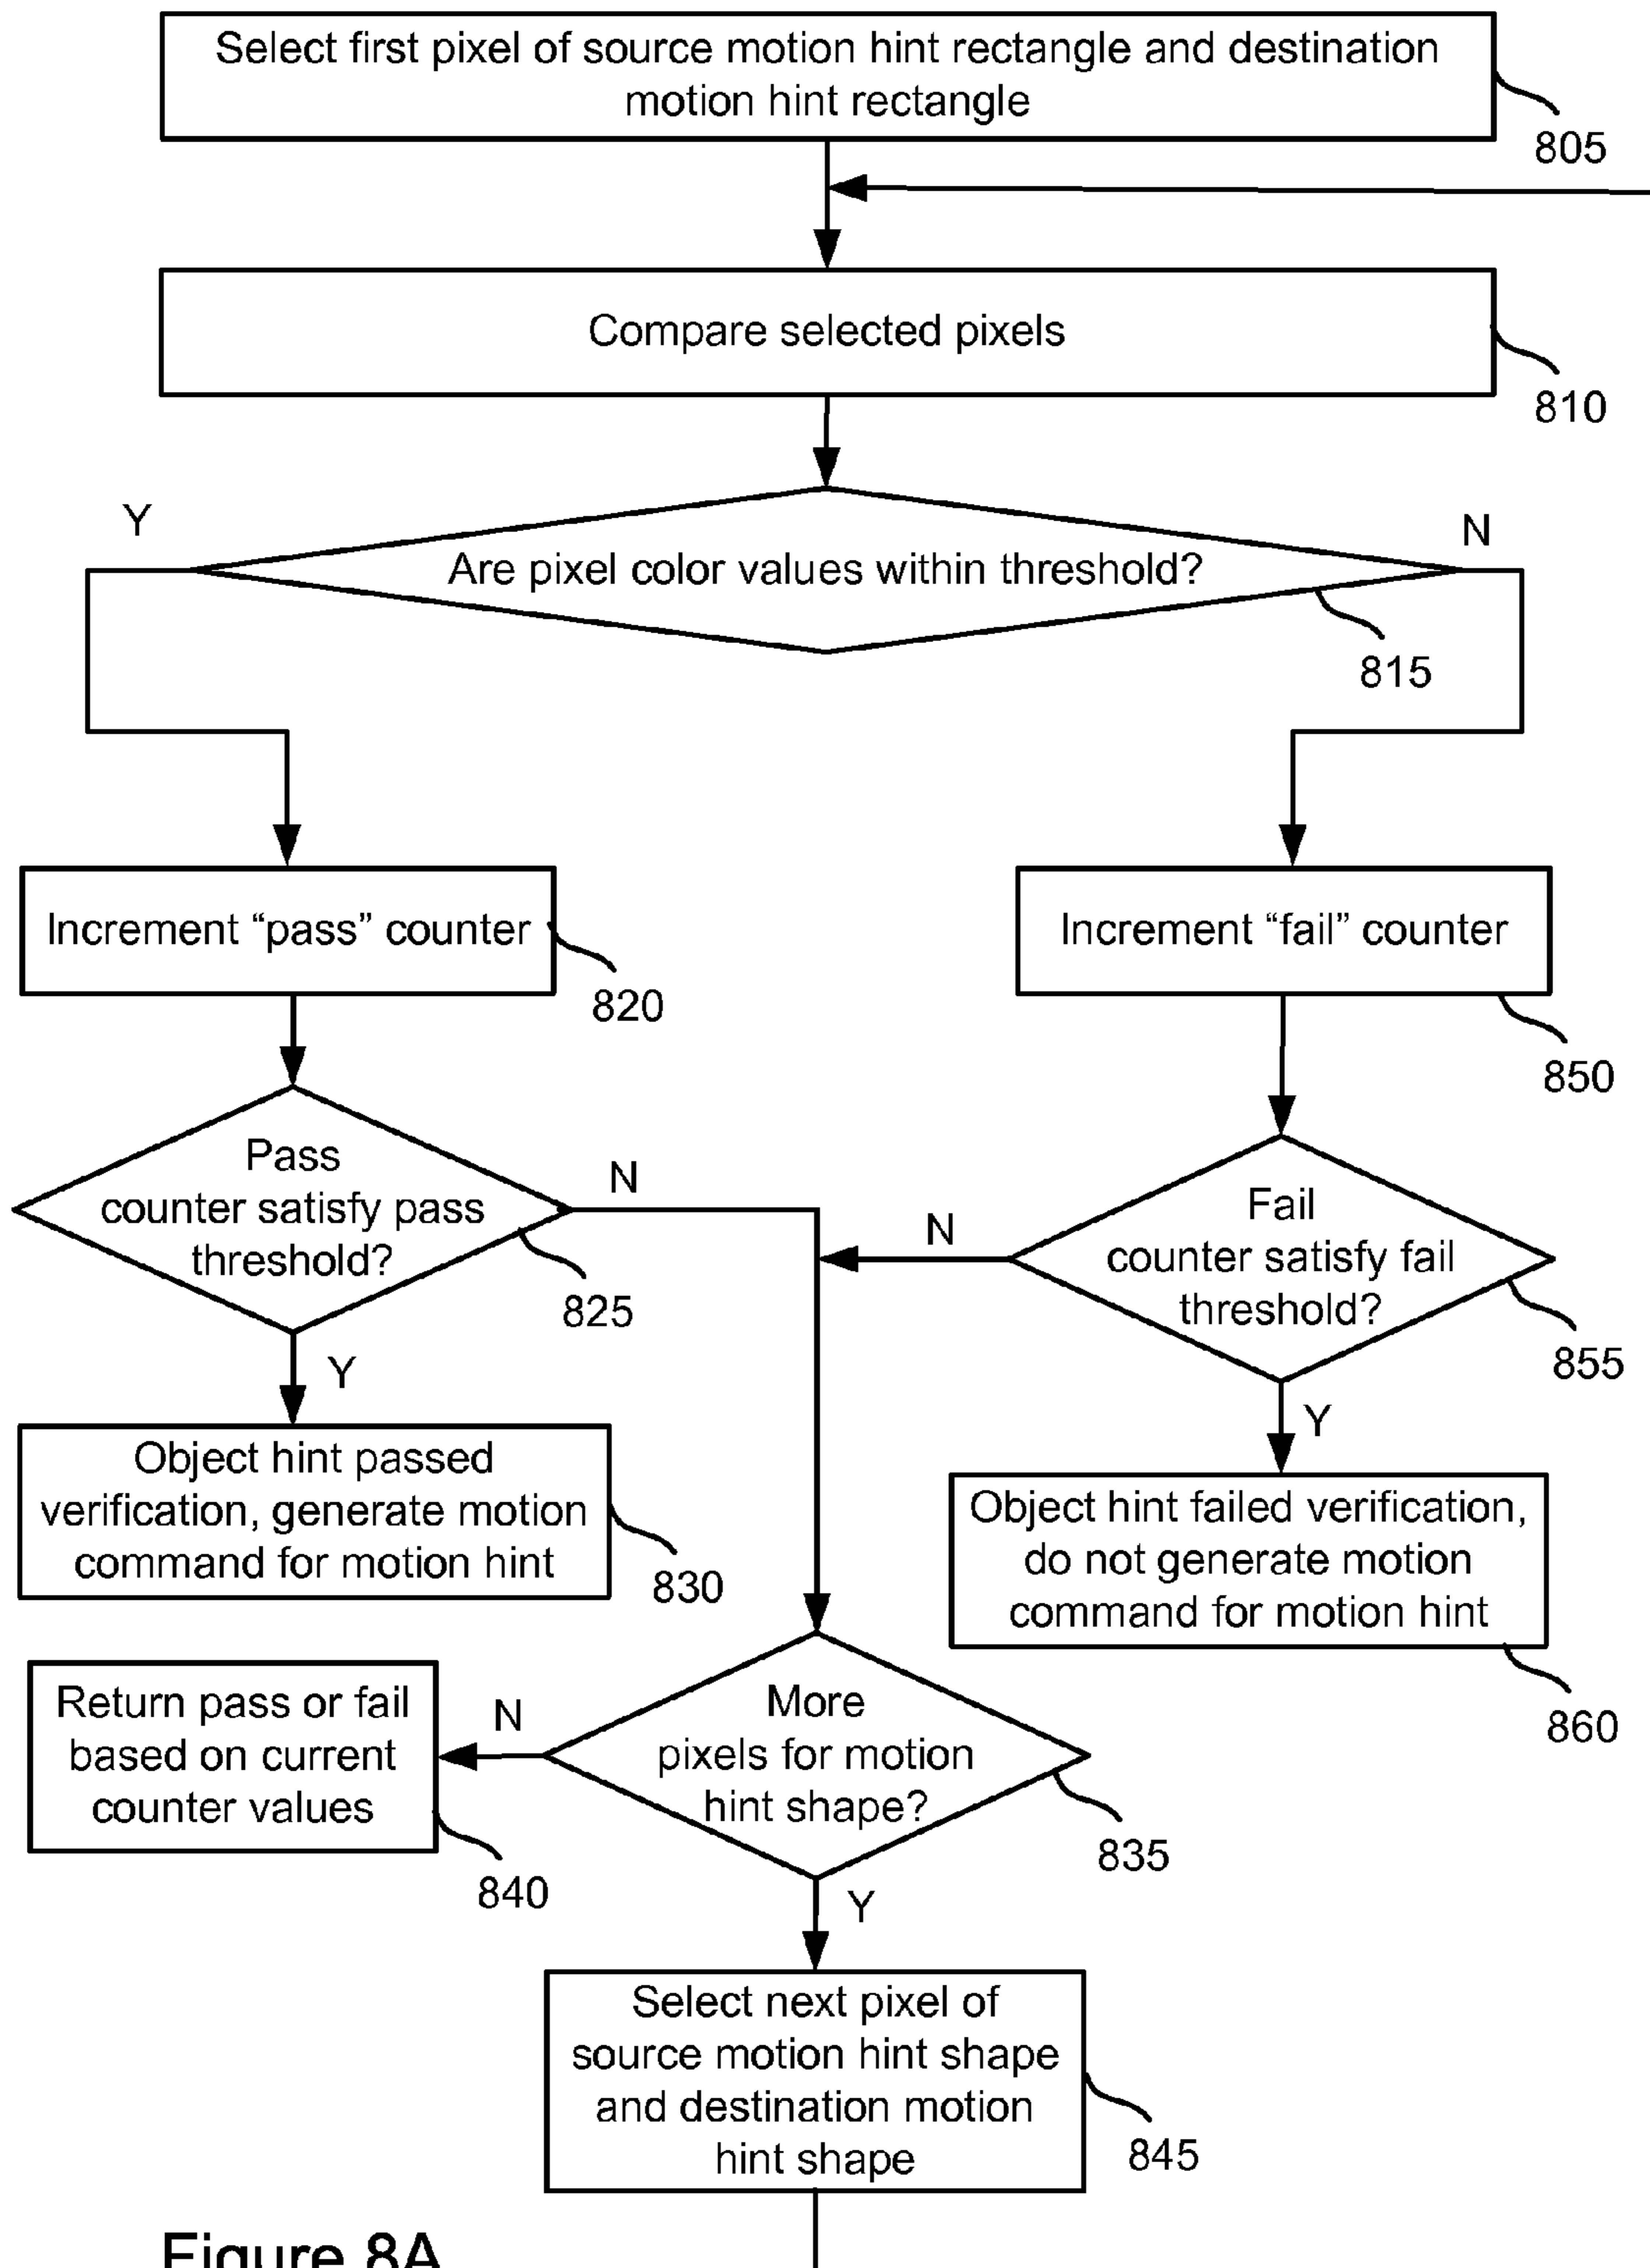 Select first pixel of source motion hint rectangle and destination
motion hint rectangle
805
Compare selected pixels
810
Y
N
Are pixel color values within threshold?
815
Increment “pass” counter
820
Increment “fail” counter
850
Pass
counter satisfy pass
threshold?
N
825
Y
Fail
counter satisfy fail
threshold?
N
855
Y
Object hint passed
verification, generate motion
command for motion hint
830
Object hint failed verification,
do not generate motion
command for motion hint
860
Return pass or fail
based on current
counter values
840
N
More
pixels for motion
hint shape?
835
Y
Select next pixel of
source motion hint shape
and destination motion
hint shape
845
Figure 8A